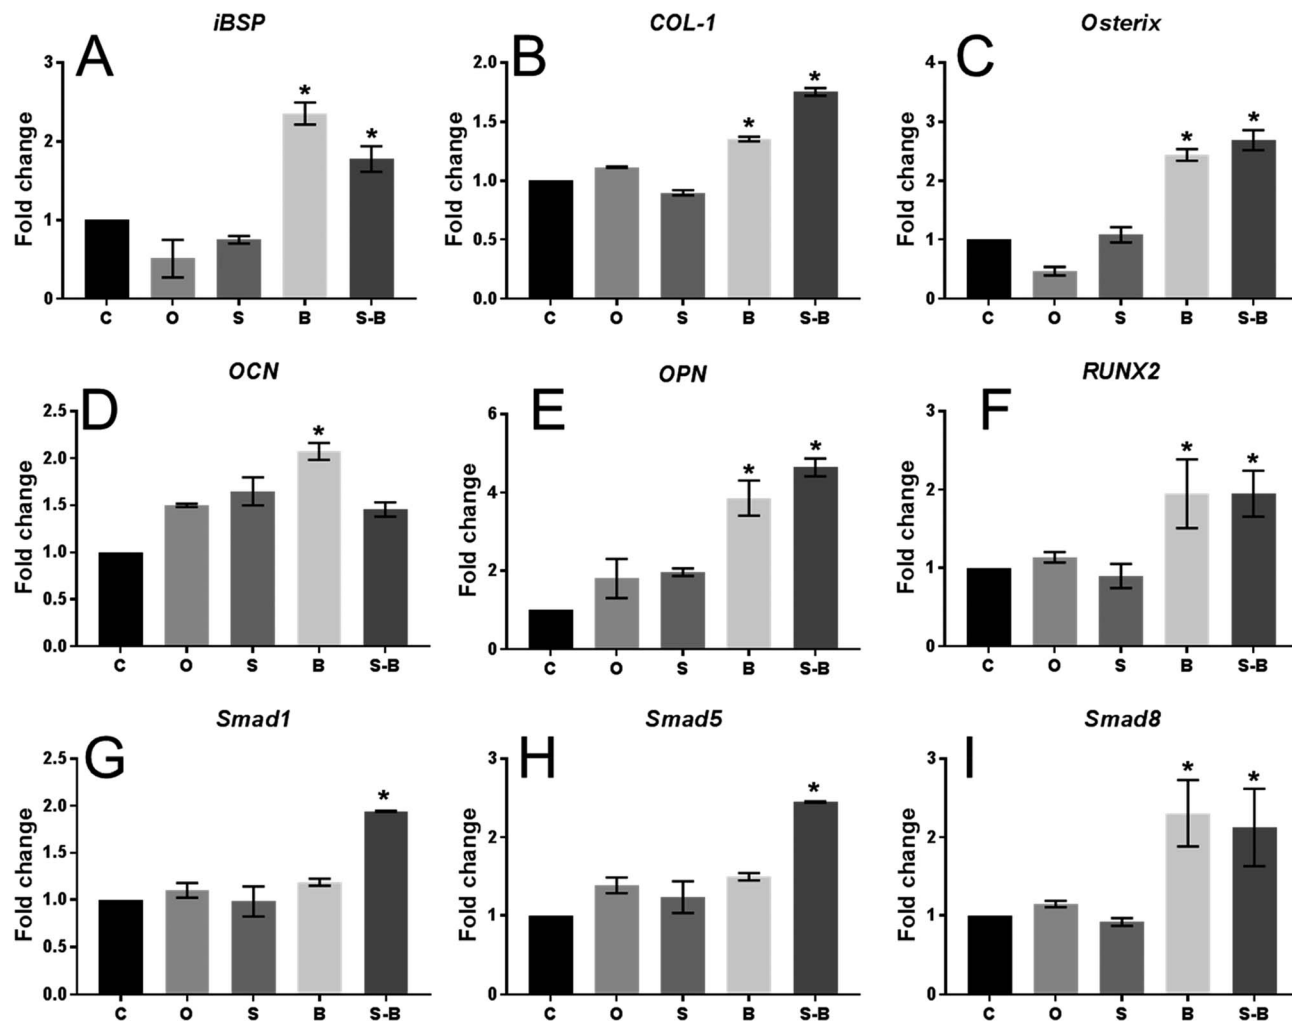 iBSP
A
Fold change
3
*
*
2
1
0
C O S B S-B
COL-1
B
Fold change
2.0
*
1.5
*
1.0
0.5
0.0
C O S B S-B
Osterix
C
Fold change
4
3
* *
2
1
0
C O S B S-B
OCN
D
Fold change
2.5
*
2.0
1.5
1.0
0.5
0.0
C O S B S-B
OPN
E
Fold change
6
* *
4
2
0
C O S B S-B
RUNX2
F
Fold change
3
* *
2
1
0
C O S B S-B
Smad1
G
Fold change
2.5
*
2.0
1.5
1.0
0.5
0.0
C O S B S-B
Smad5
H
Fold change
3
*
2
1
0
C O S B S-B
Smad8
I
Fold change
3
* *
2
1
0
C O S B S-B